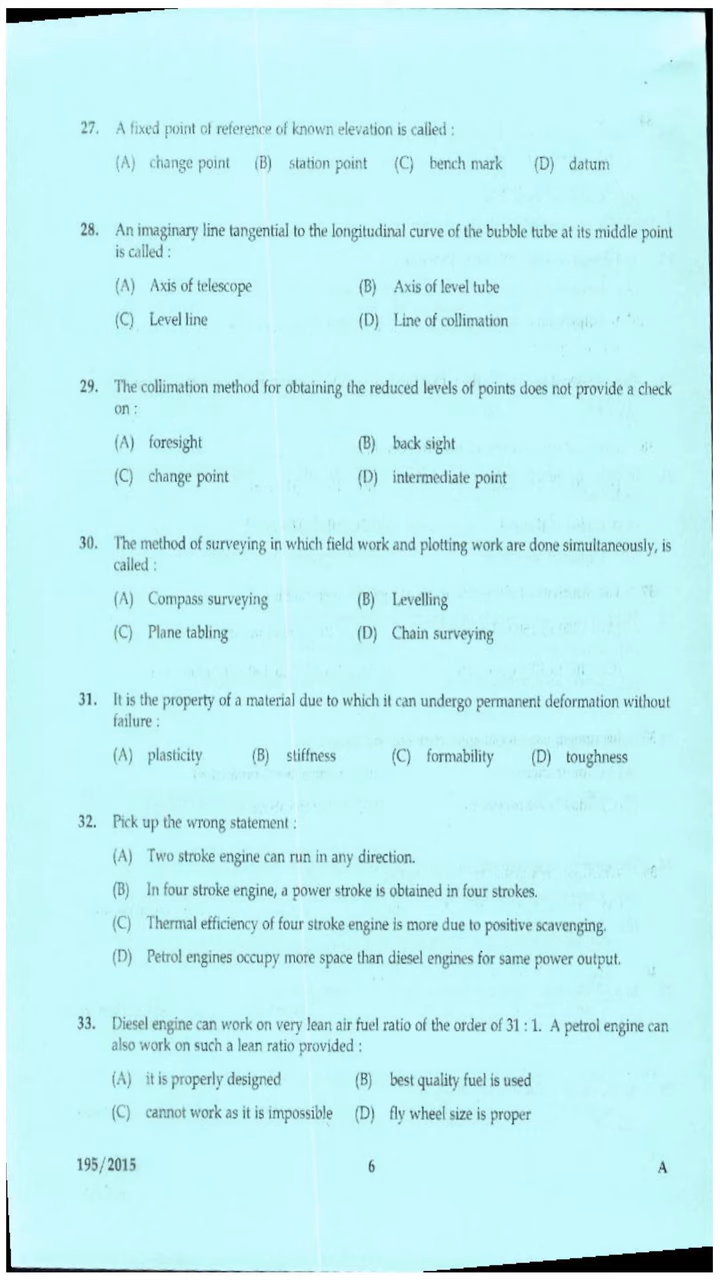 27. A fixed point of reference of known elevation is called :
(A) change point (B) station point (C) bench mark (D) datum
28. An imaginary line tangential to the longitudinal curve of the bubble tube at its middle point
is called :
(A) Axis of telescope (B) Axis of level tube
(C) Level line (D) Line of collimation
29. The collimation method for obtaining the reduced levels of points does not provide a check
on :
(A) foresight (B) back sight
(C) change point (D) intermediate point
30. The method of surveying in which field work and plotting work are done simultaneously, is
called :
(A) Compass surveying (B) Levelling
(C) Plane tabling (D) Chain surveying
31. It is the property of a material due to which it can undergo permanent deformation without
failure :
(A) plasticity (B) stiffness (C) formability (D) toughness
32. Pick up the wrong statement :
(A) Two stroke engine can run in any direction.
(B) In four stroke engine, a power stroke is obtained in four strokes.
(C) Thermal efficiency of four stroke engine is more due to positive scavenging.
(D) Petrol engines occupy more space than diesel engines for same power output.
33. Diesel engine can work on very lean air fuel ratio of the order of 31 : 1. A petrol engine can
also work on such a lean ratio provided :
(A) it is properly designed (B) best quality fuel is used
(C) cannot work as it is impossible (D) fly wheel size is proper
195/2015 6 A